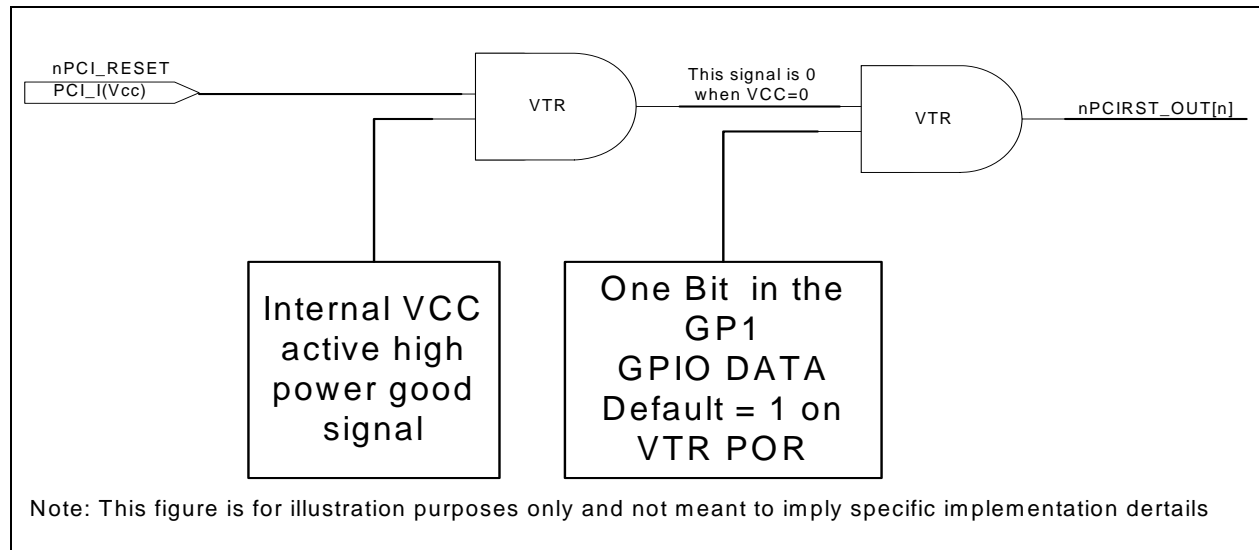 nPCI_RESET
PCI_I(Vcc)
VTR
This signal is 0
when VCC=0
VTR
nPCIRST_OUT[n]
Internal VCC
active high
power good
signal
One Bit in the
GP1
GPIO DATA
Default = 1 on
VTR POR
Note: This figure is for illustration purposes only and not meant to imply specific implementation dertails